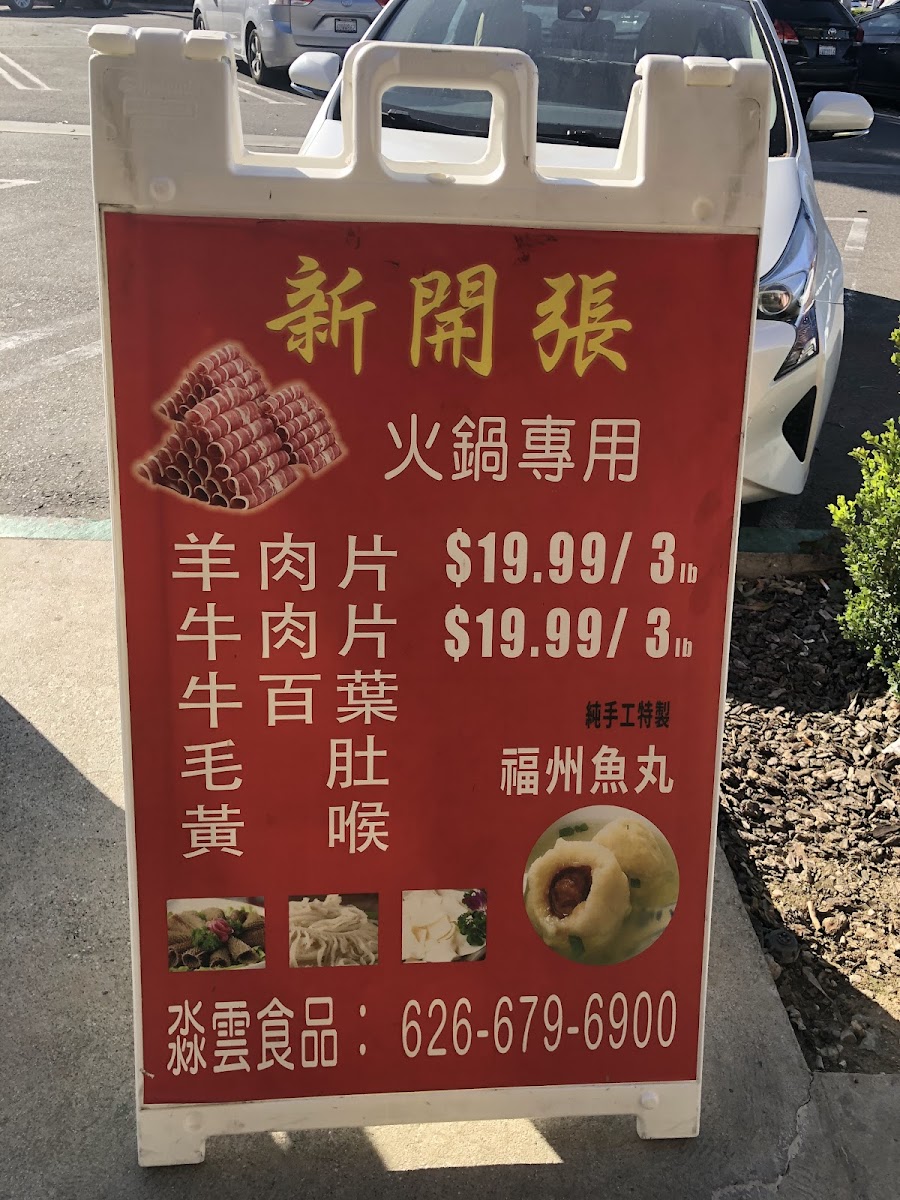 新開張
火鍋專用
羊肉片 $19.99/ 3lb
牛肉片 $19.99/ 3lb
牛百葉
毛肚
黃喉
純手工特製
福州魚丸
淼雲食品：626-679-6900